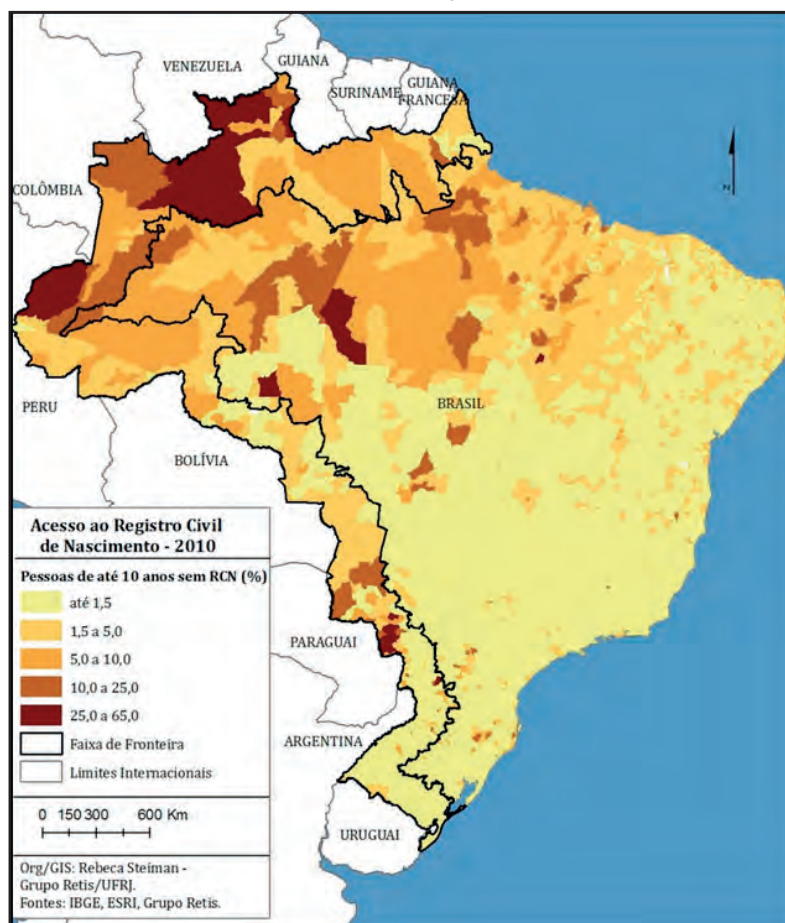 VENEZUELA
GUIANA
SURINAME
GUIANA
FRANCESA
COLÔMBIA
N
PERU
BRASIL
BOLÍVIA
PARAGUAI
ARGENTINA
URUGUAI
Acesso ao Registro Civil
de Nascimento - 2010
Pessoas de até 10 anos sem RCN (%)
até 1,5
1,5 a 5,0
5,0 a 10,0
10,0 a 25,0
25,0 a 65,0
Faixa de Fronteira
Limites Internacionais
0 150 300 600 Km
Org/GIS: Rebeca Steiman -
Grupo Retis/UFRJ.
Fontes: IBGE, ESRI, Grupo Retis.